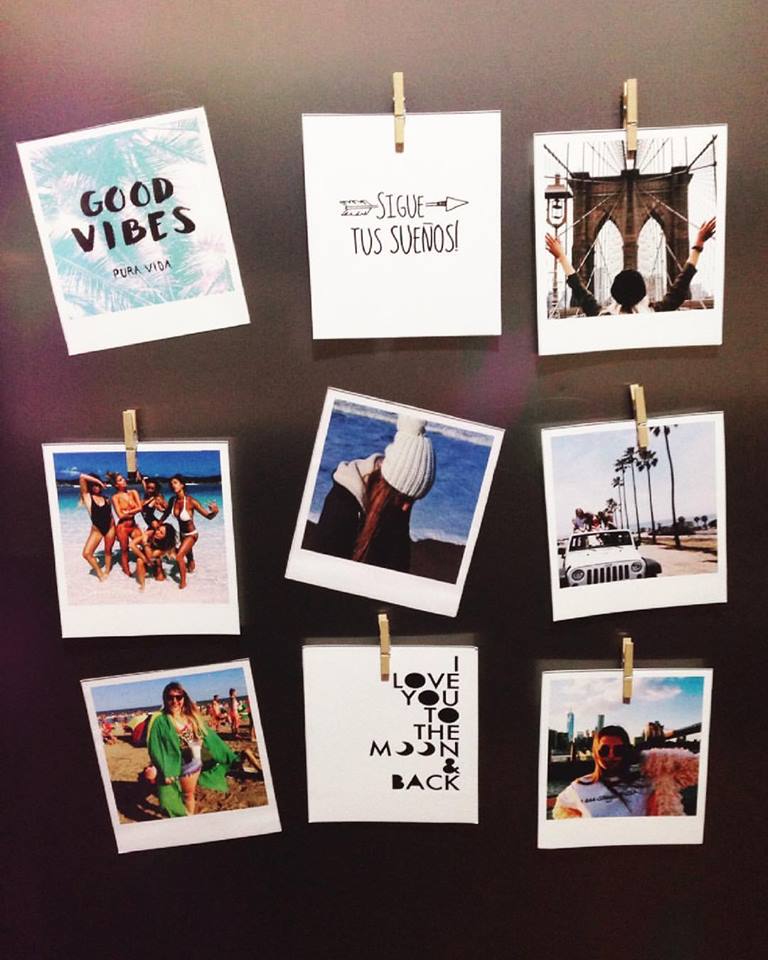 GOOD
VIBES
PURA VIDA
SIGUE
TUS SUEÑOS!
I
LOVE
YOU
TO
THE
MOON
&
BACK